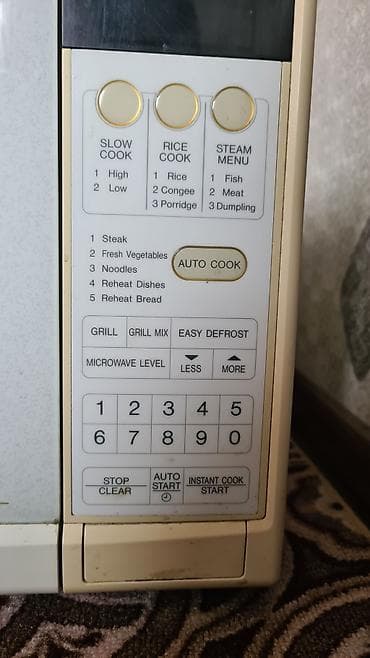 SLOW COOK
1 High
2 Low
RICE COOK
1 Rice
2 Congee
3 Porridge
STEAM MENU
1 Fish
2 Meat
3 Dumpling
1 Steak
2 Fresh Vegetables
3 Noodles
4 Reheat Dishes
5 Reheat Bread
AUTO COOK
GRILL GRILL MIX EASY DEFROST
MICROWAVE LEVEL LESS MORE
1 2 3 4 5
6 7 8 9 0
STOP CLEAR
AUTO START
INSTANT COOK START